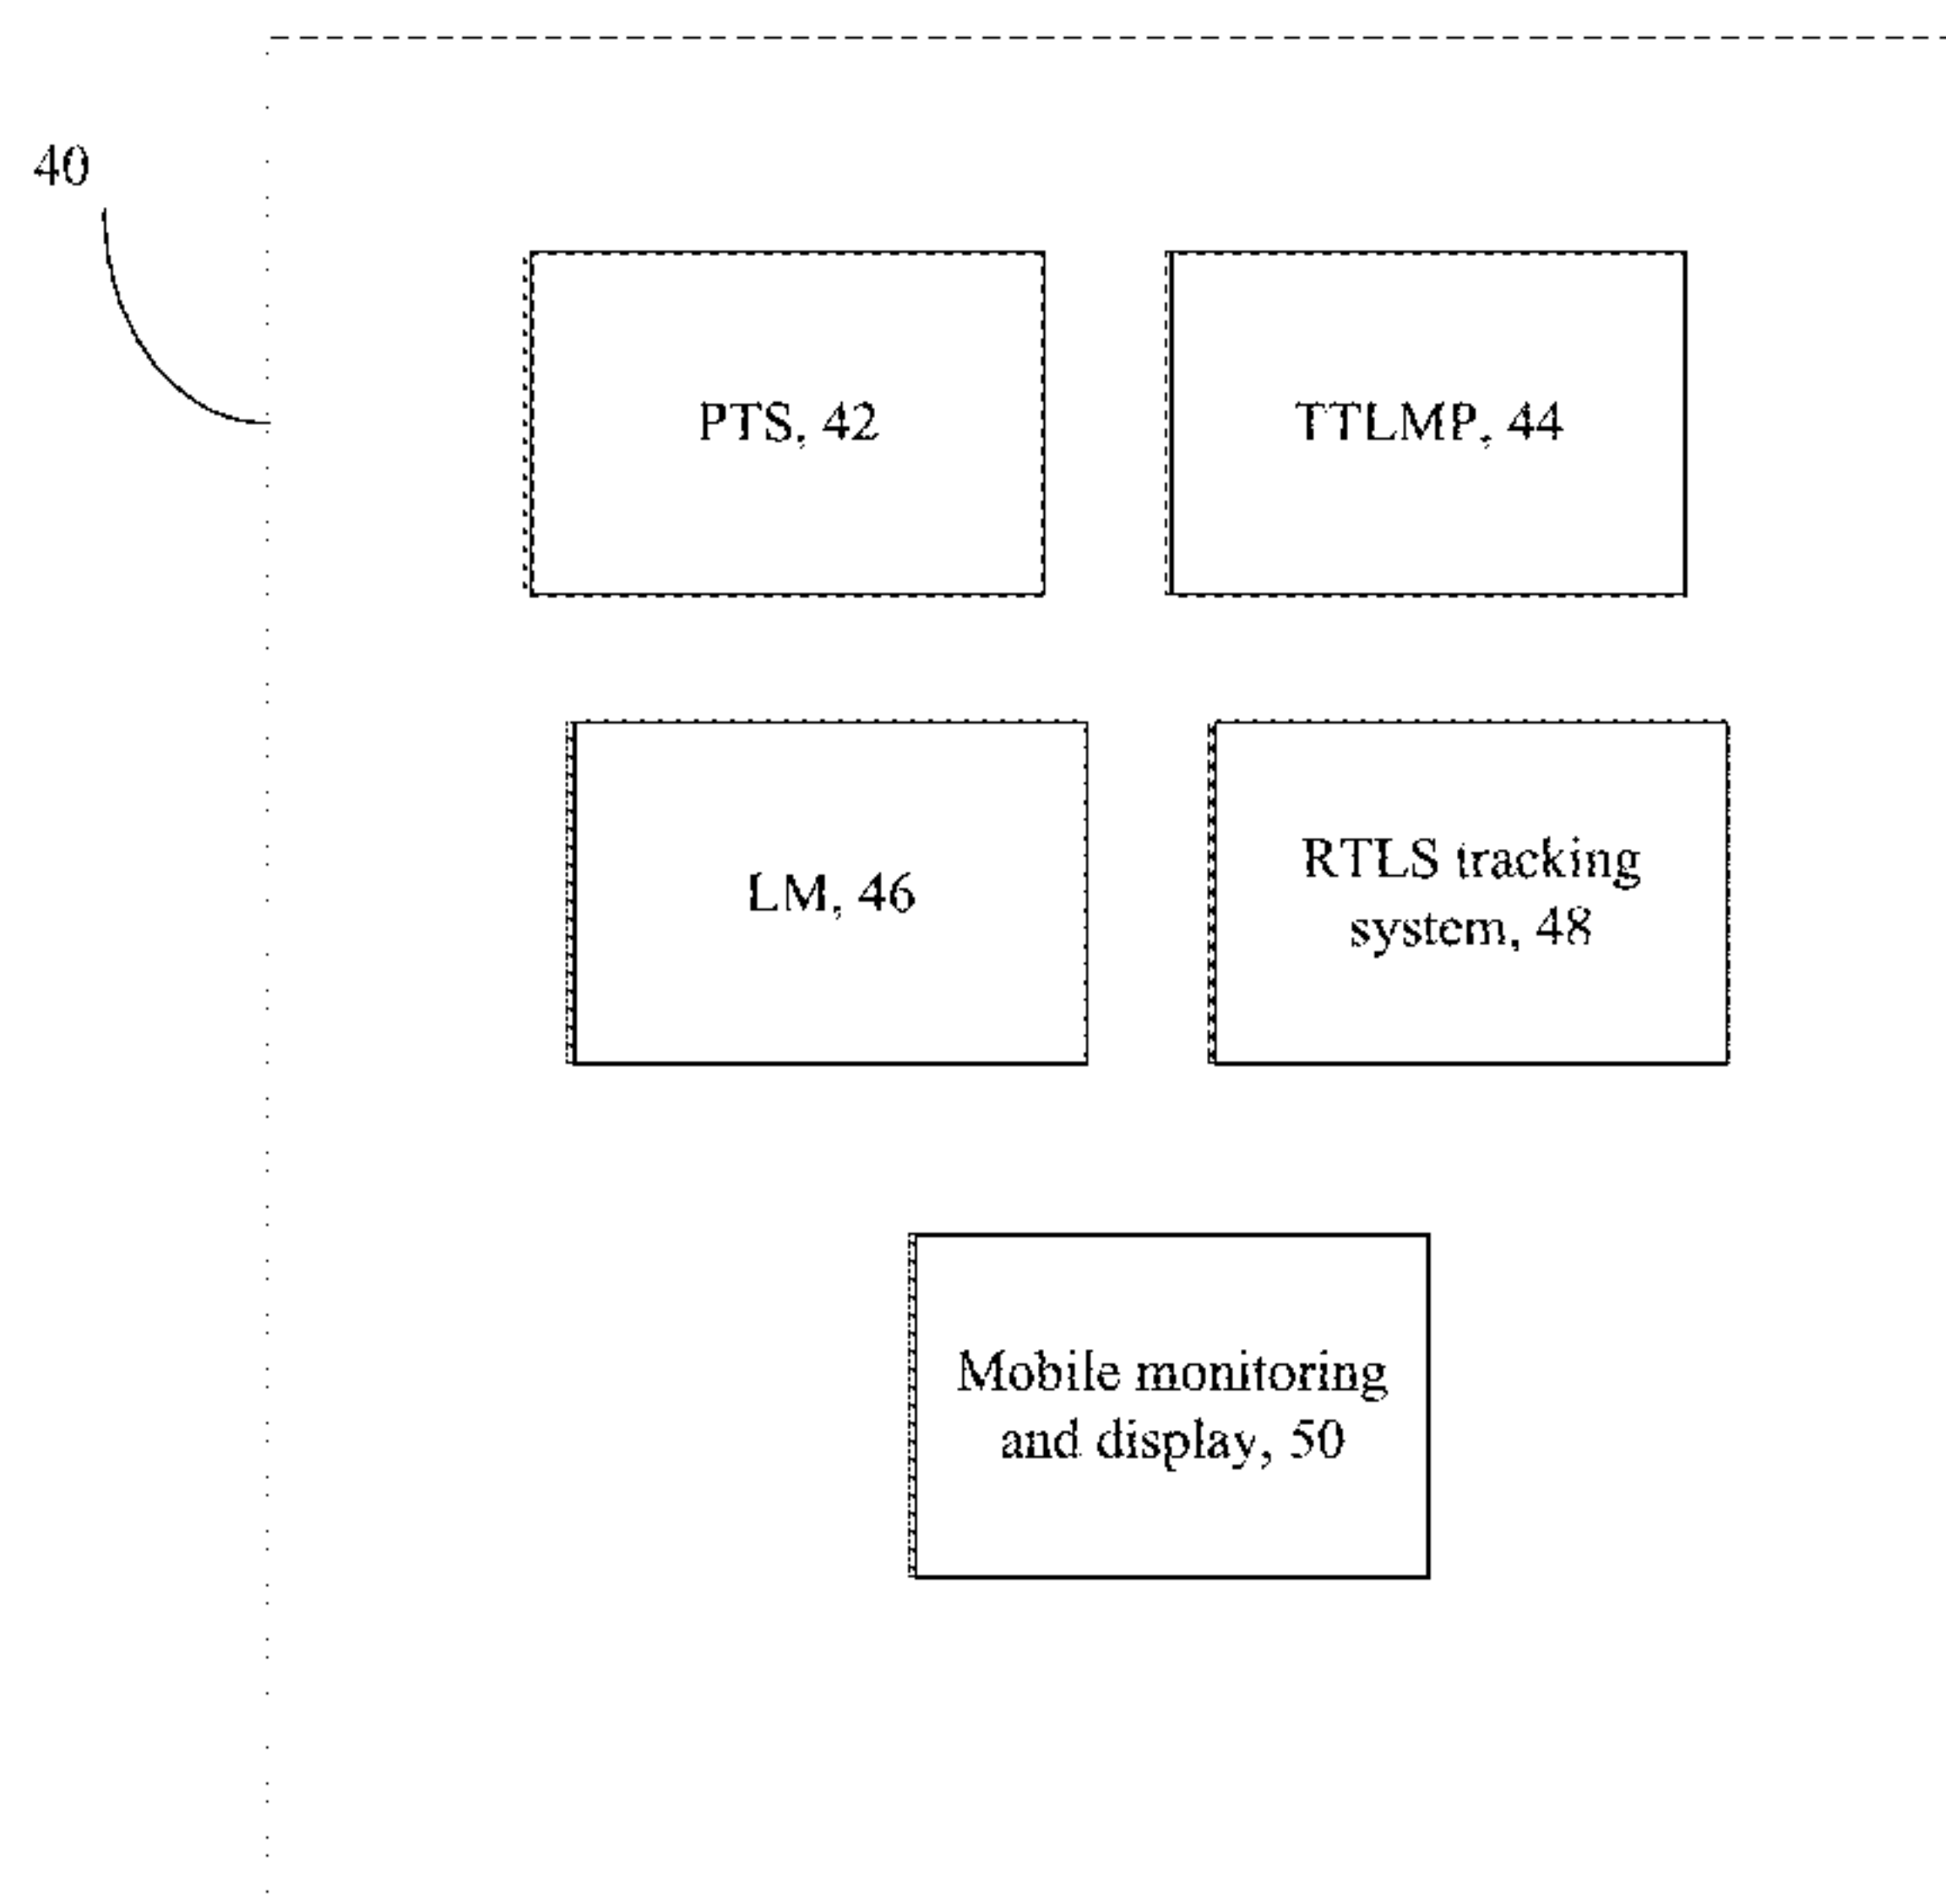 40
PTS, 42
TTLMP, 44
LM, 46
RTLS tracking
system, 48
Mobile monitoring
and display, 50